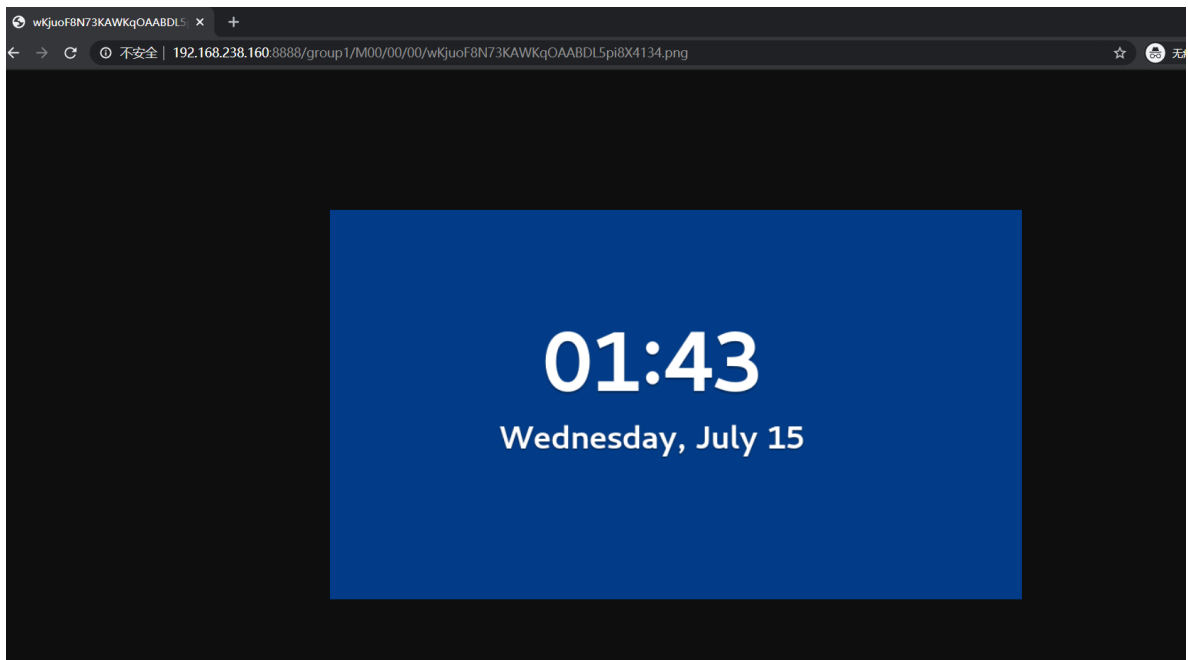 wKjuoF8N73KAWKqOAABDL5
不安全 192.168.238.160:8888/group1/M00/00/00/wKjuoF8N73KAWKqOAABDL5pi8X4134.png
01:43
Wednesday, July 15